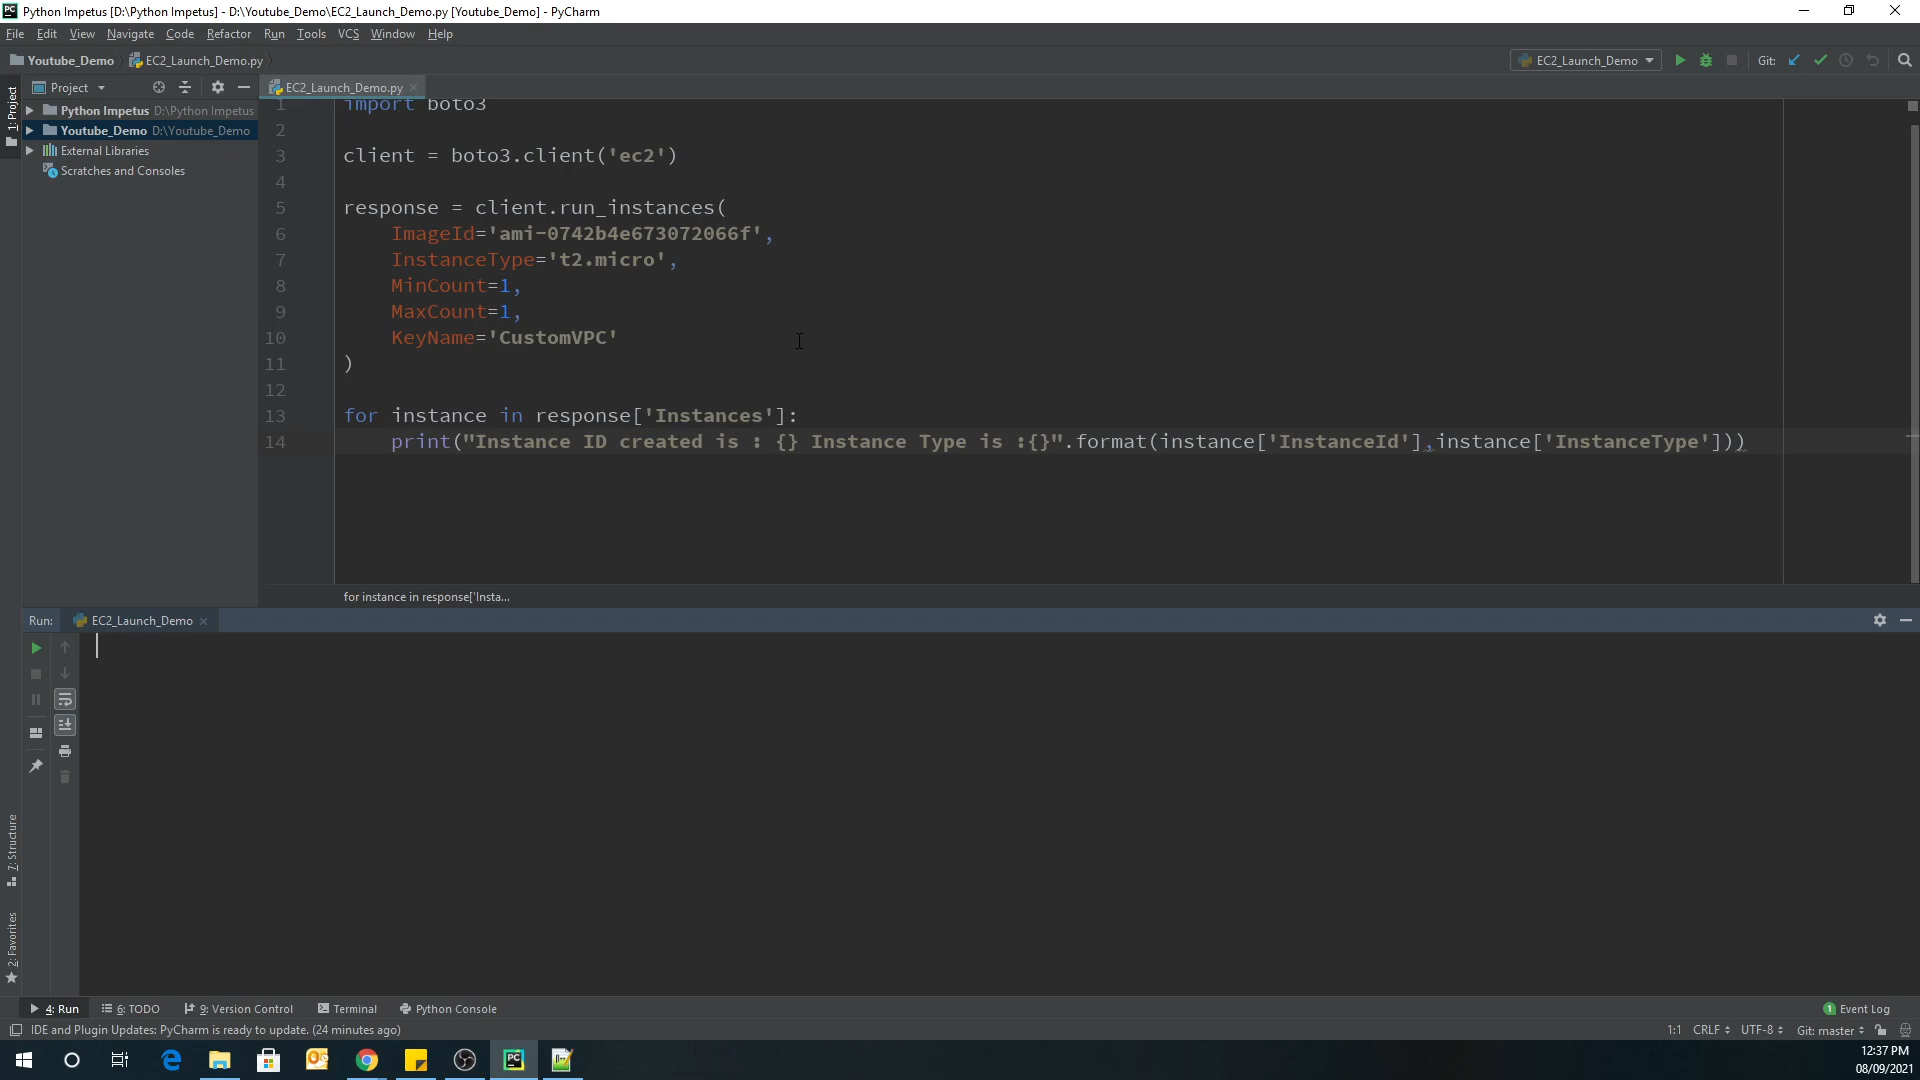 Python Impetus [D:\Python Impetus] - D:\Youtube_Demo\EC2_Launch_Demo.py [Youtube_Demo] - PyCharm
File Edit View Navigate Code Refactor Run Tools VCS Window Help
Youtube_Demo EC2_Launch_Demo.py EC2_Launch_Demo Git:
1: Project
Project EC2_Launch_Demo.py
Python Impetus D:\Python Impetus
Youtube_Demo D:\Youtube_Demo
External Libraries
Scratches and Consoles
1 import boto3
2
3 client = boto3.client('ec2')
4
5 response = client.run_instances(
6 ImageId='ami-0742b4e673072066f',
7 InstanceType='t2.micro',
8 MinCount=1,
9 MaxCount=1,
10 KeyName='CustomVPC'
11 )
12
13 for instance in response['Instances']:
14 print("Instance ID created is : {} Instance Type is :{}".format(instance['InstanceId'],instance['InstanceType']))
for instance in response['Insta...
Run: EC2_Launch_Demo
7: Structure
2: Favorites
4: Run 6: TODO 9: Version Control Terminal Python Console 1 Event Log
IDE and Plugin Updates: PyCharm is ready to update. (24 minutes ago) 1:1 CRLF UTF-8 Git: master
12:37 PM
08/09/2021